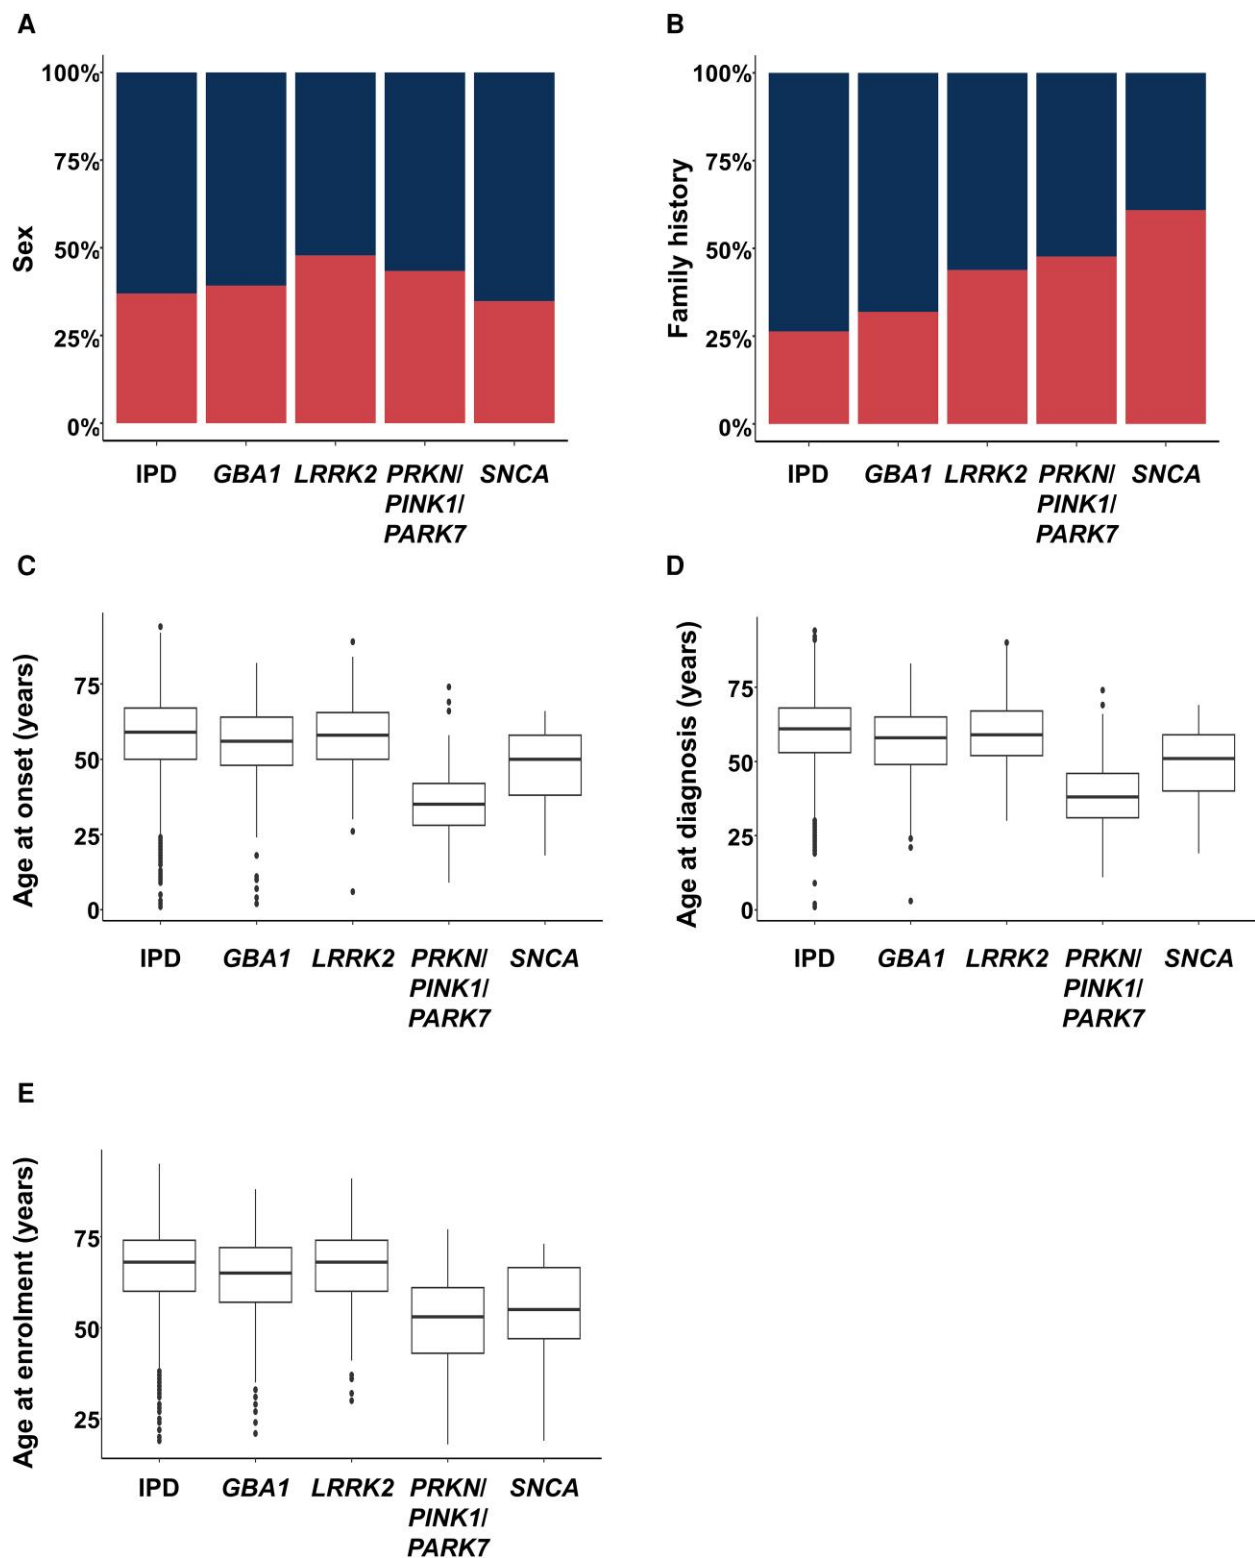 A
B
100%
75%
50%
25%
0%
Sex
IPD GBA1 LRRK2 PRKN/ SNCA
PINK1/
PARK7
100%
75%
50%
25%
0%
Family history
IPD GBA1 LRRK2 PRKN/ SNCA
PINK1/
PARK7
C
D
75
50
25
0
Age at onset (years)
IPD GBA1 LRRK2 PRKN/ SNCA
PINK1/
PARK7
75
50
25
0
Age at diagnosis (years)
IPD GBA1 LRRK2 PRKN/ SNCA
PINK1/
PARK7
E
75
50
25
Age at enrolment (years)
IPD GBA1 LRRK2 PRKN/ SNCA
PINK1/
PARK7